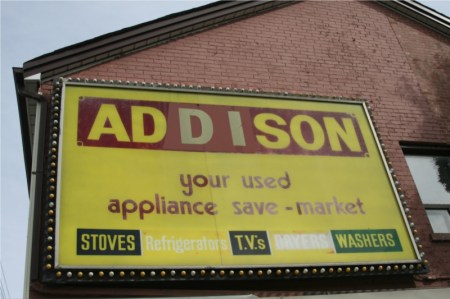 ADDISON
your used
appliance save-market
STOVES Refrigerators T.V.'s DRYERS WASHERS